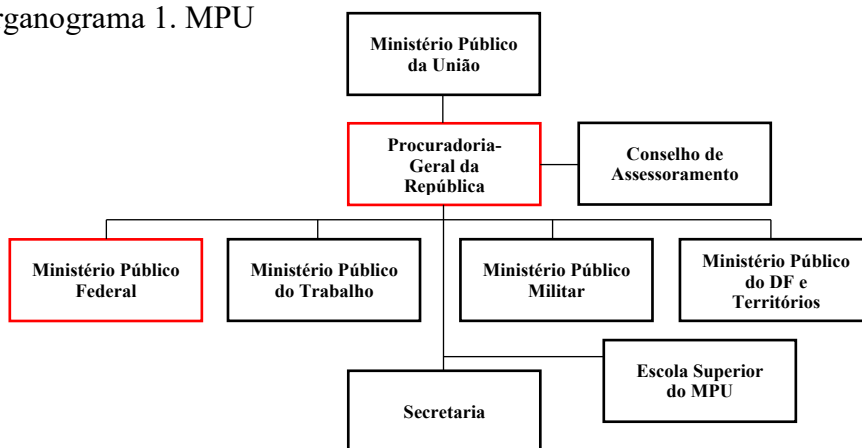 rganograma 1. MPU
Ministério Público
da União
Procuradoria-
Geral da
República
Conselho de
Assessoramento
Ministério Público
Federal
Ministério Público
do Trabalho
Ministério Público
Militar
Ministério Público
do DF e
Territórios
Escola Superior
do MPU
Secretaria